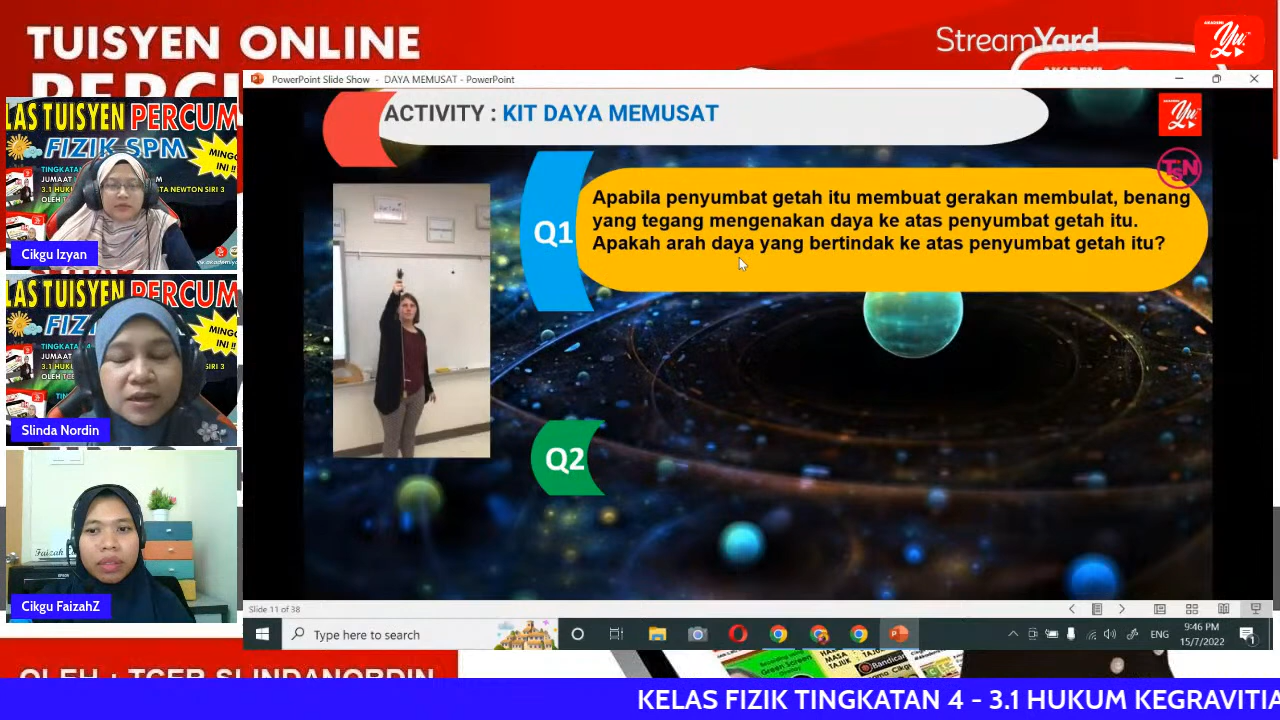 TUISYEN ONLINE
StreamYard
PowerPoint Slide Show - DAYA MEMUSAT - PowerPoint
ACTIVITY : KIT DAYA MEMUSAT
Q1
Apabila penyumbat getah itu membuat gerakan membulat, benang
yang tegang mengenakan daya ke atas penyumbat getah itu.
Apakah arah daya yang bertindak ke atas penyumbat getah itu?
Q2
FIZIK SPM
Cikgu Izyan
Slinda Nordin
Cikgu FaizahZ
Slide 11 of 38
Type here to search
ENG
9:46 PM
15/7/2022
OLEH : TCER SLINDANORDIN
KELAS FIZIK TINGKATAN 4 - 3.1 HUKUM KEGRAVITIA